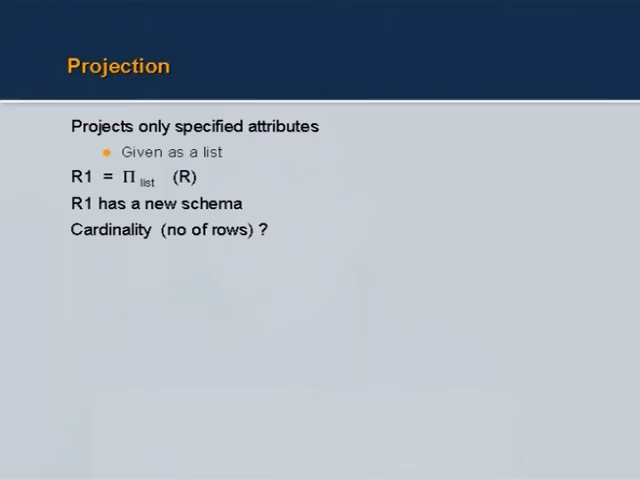 Projection
Projects only specified attributes
Given as a list
R1 = Π list (R)
R1 has a new schema
Cardinality (no of rows) ?